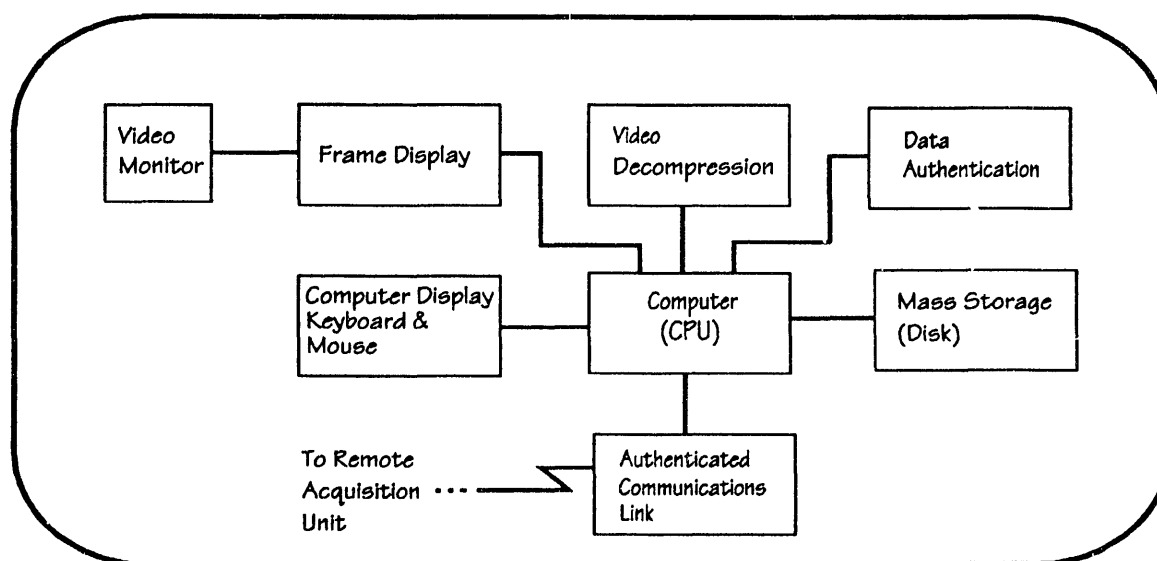 Video
Monitor
Frame Display
Video
Decompression
Data
Authentication
Computer Display
Keyboard &
Mouse
Computer
(CPU)
Mass Storage
(Disk)
To Remote
Acquisition
Unit
Authenticated
Communications
Link